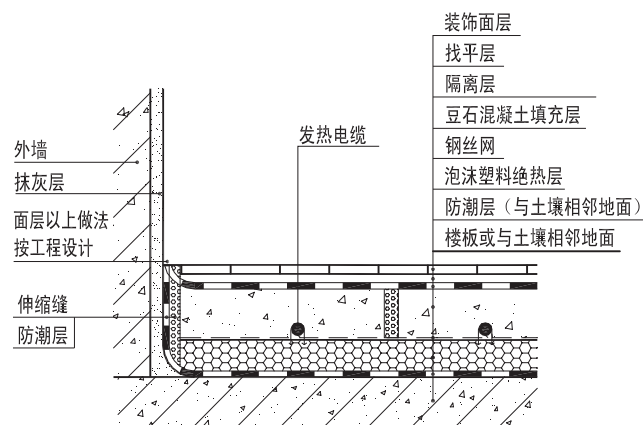 装饰面层
找平层
隔离层
豆石混凝土填充层
钢丝网
泡沫塑料绝热层
防潮层（与土壤相邻地面）
楼板或与土壤相邻地面
发热电缆
外墙
抹灰层
面层以上做法
按工程设计
伸缩缝
防潮层